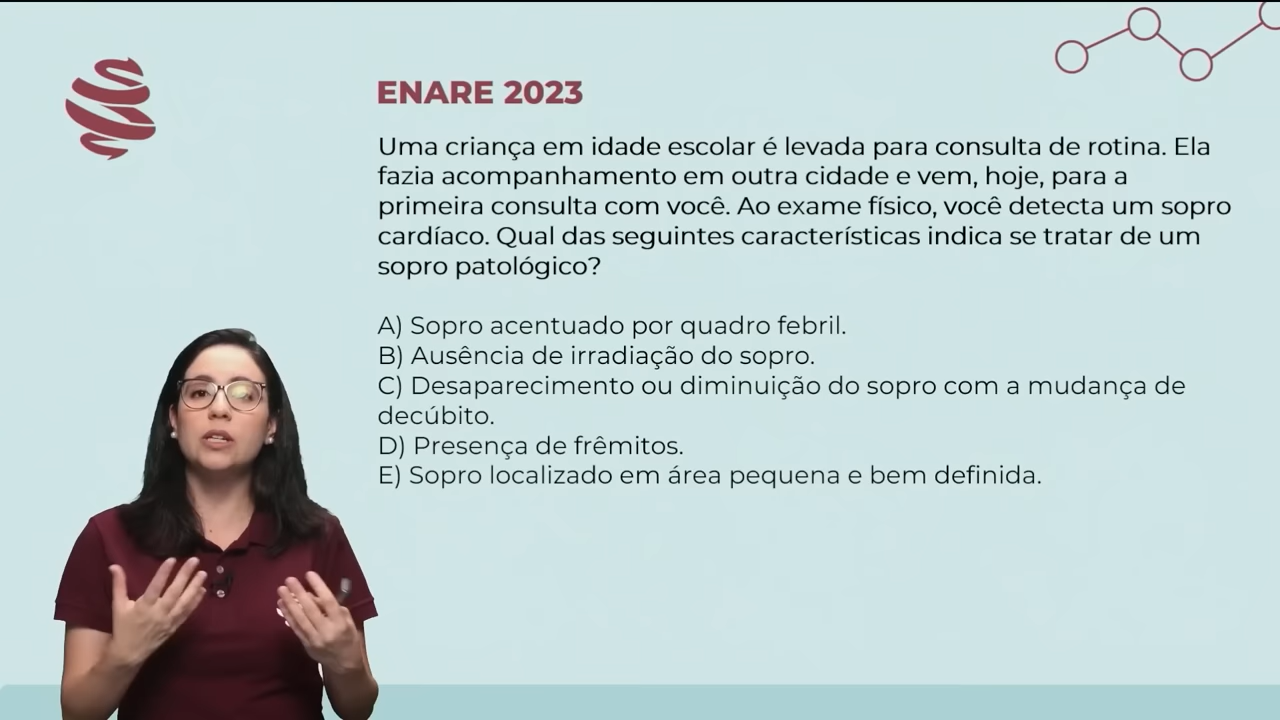 ENARE 2023
Uma criança em idade escolar é levada para consulta de rotina. Ela
fazia acompanhamento em outra cidade e vem, hoje, para a
primeira consulta com você. Ao exame físico, você detecta um sopro
cardíaco. Qual das seguintes características indica se tratar de um
sopro patológico?
A) Sopro acentuado por quadro febril.
B) Ausência de irradiação do sopro.
C) Desaparecimento ou diminuição do sopro com a mudança de
decúbito.
D) Presença de frêmitos.
E) Sopro localizado em área pequena e bem definida.